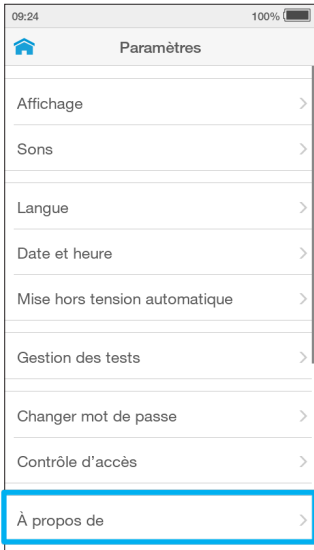 09:24 100%
Paramètres
Affichage
Sons
Langue
Date et heure
Mise hors tension automatique
Gestion des tests
Changer mot de passe
Contrôle d'accès
À propos de